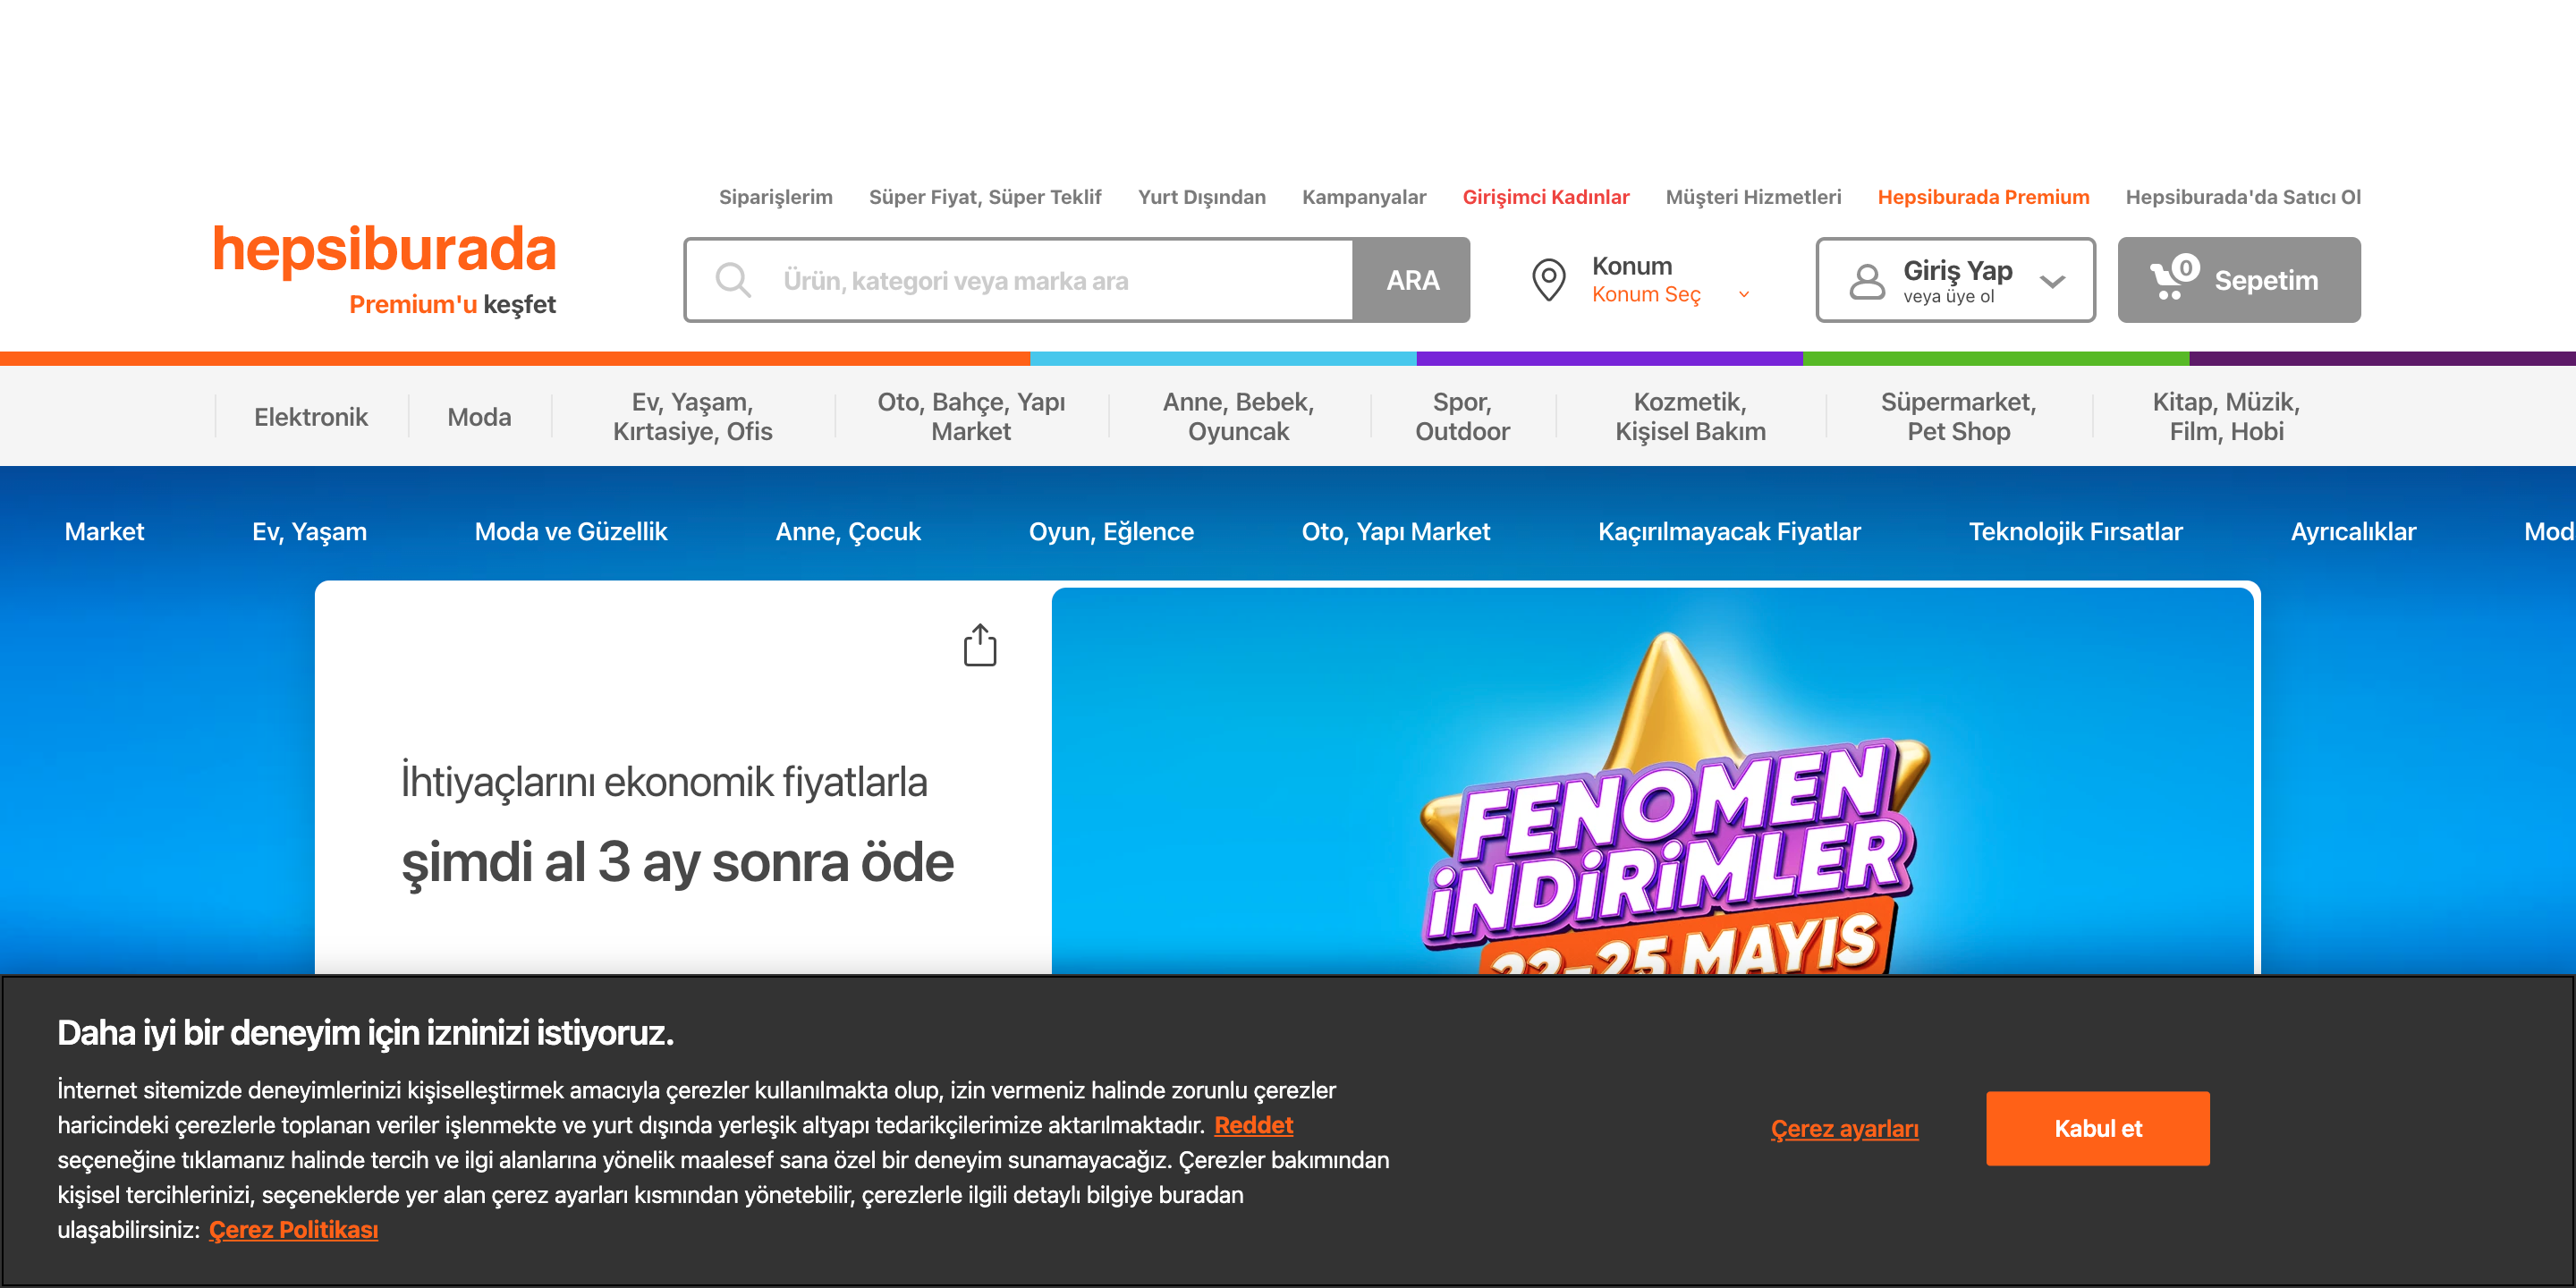 Siparişlerim Süper Fiyat, Süper Teklif Yurt Dışından Kampanyalar Girişimci Kadınlar Müşteri Hizmetleri Hepsiburada Premium Hepsiburada'da Satıcı Ol
hepsiburada
Premium'u keşfet
Ürün, kategori veya marka ara
ARA
Konum
Konum Seç
Giriş Yap
veya üye ol
0
Sepetim
Elektronik
Moda
Ev, Yaşam,
Kırtasiye, Ofis
Oto, Bahçe, Yapı
Market
Anne, Bebek,
Oyuncak
Spor,
Outdoor
Kozmetik,
Kişisel Bakım
Süpermarket,
Pet Shop
Kitap, Müzik,
Film, Hobi
Market Ev, Yaşam Moda ve Güzellik Anne, Çocuk Oyun, Eğlence Oto, Yapı Market Kaçırılmayacak Fiyatlar Teknolojik Fırsatlar Ayrıcalıklar Mod
İhtiyaçlarını ekonomik fiyatlarla
şimdi al 3 ay sonra öde
FENOMEN
İNDİRİMLER
22-25 MAYIS
Daha iyi bir deneyim için izninizi istiyoruz.
İnternet sitemizde deneyimlerinizi kişiselleştirmek amacıyla çerezler kullanılmakta olup, izin vermeniz halinde zorunlu çerezler
haricindeki çerezlerle toplanan veriler işlenmekte ve yurt dışında yerleşik altyapı tedarikçilerimize aktarılmaktadır. Reddet
seçeneğine tıklamanız halinde tercih ve ilgi alanlarına yönelik maalesef sana özel bir deneyim sunamayacağız. Çerezler bakımından
kişisel tercihlerinizi, seçeneklerde yer alan çerez ayarları kısmından yönetebilir, çerezlerle ilgili detaylı bilgiye buradan
ulaşabilirsiniz: Çerez Politikası
Çerez ayarları
Kabul et